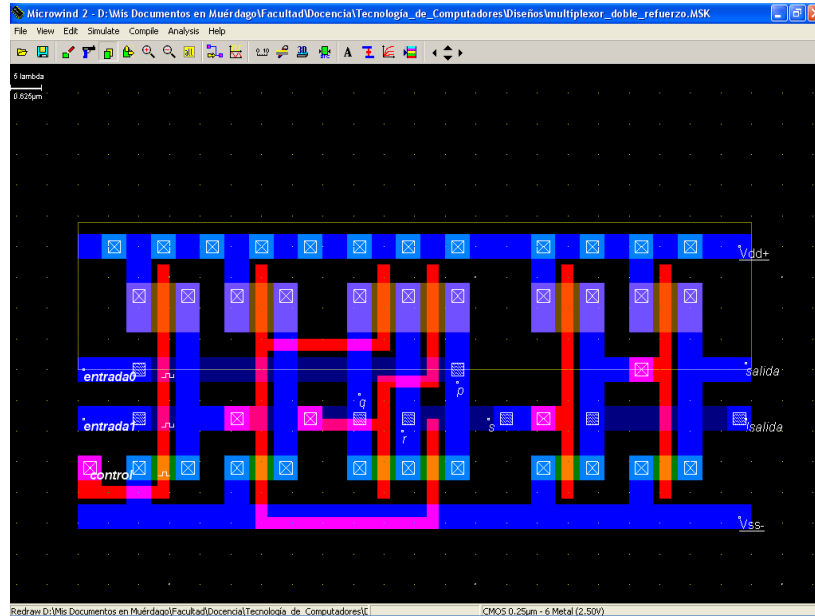 Microwind 2 - D:\Mis Documentos en Muérdago\Facultad\Docencia\Tecnología_de_Computadores\Diseños\multiplexor_doble_refuerzo.MSK
File View Edit Simulate Compile Analysis Help
5 lambda
0.625µm
Vdd+
entrada0
salida
p
q
entrada1
r
s
!salida
control
Vss-
Redraw D:\Mis Documentos en Muérdago\Facultad\Docencia\Tecnología_de_Computadores\D
CMOS 0.25µm - 6 Metal (2.50V)